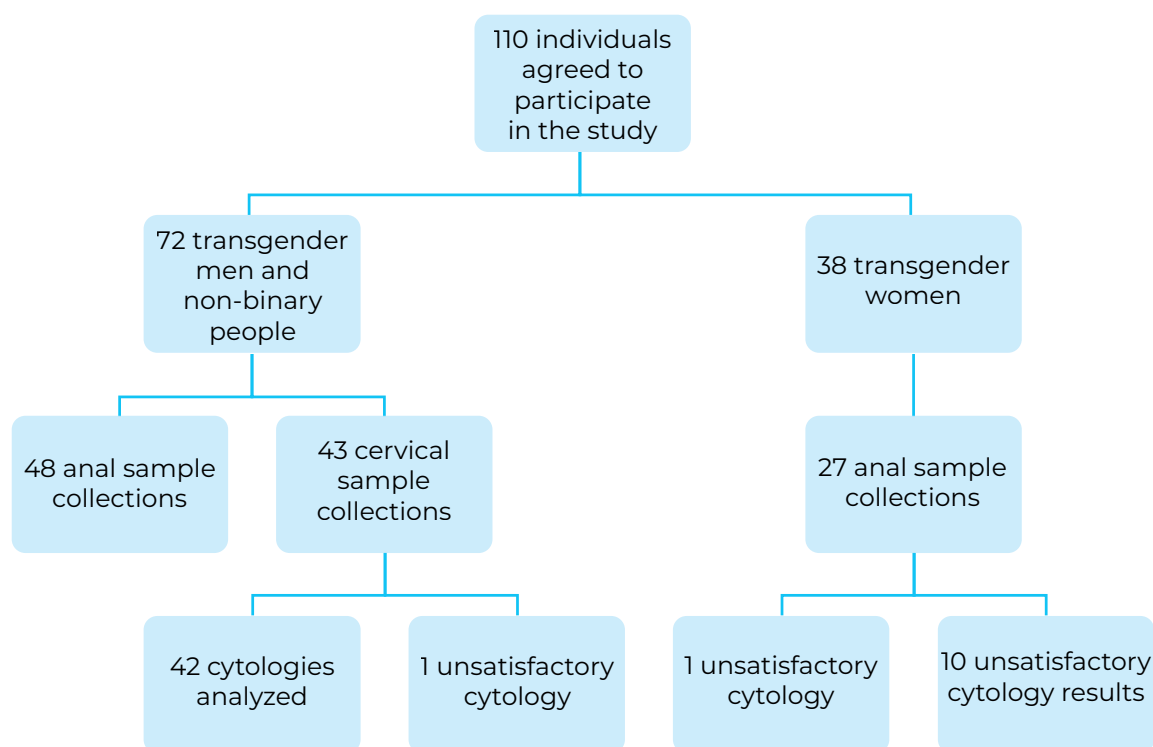 110 individuals
agreed to
participate
in the study
72 transgender
men and
non-binary
people
38 transgender
women
48 anal sample
collections
43 cervical
sample
collections
27 anal sample
collections
42 cytologies
analyzed
1 unsatisfactory
cytology
1 unsatisfactory
cytology
10 unsatisfactory
cytology results